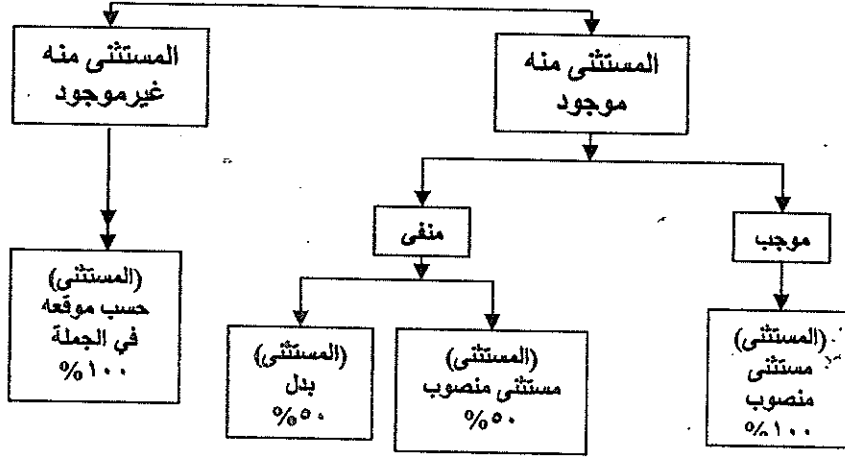 المستثنى منه
موجود
المستثنى منه
غير موجود
موجب
منفى
(المستثنى)
مستثنى
منصوب
%١٠٠
(المستثنى)
مستثنى منصوب
%٥٠
(المستثنى)
بدل
%٥٠
(المستثنى)
حسب موقعه
في الجملة
%١٠٠